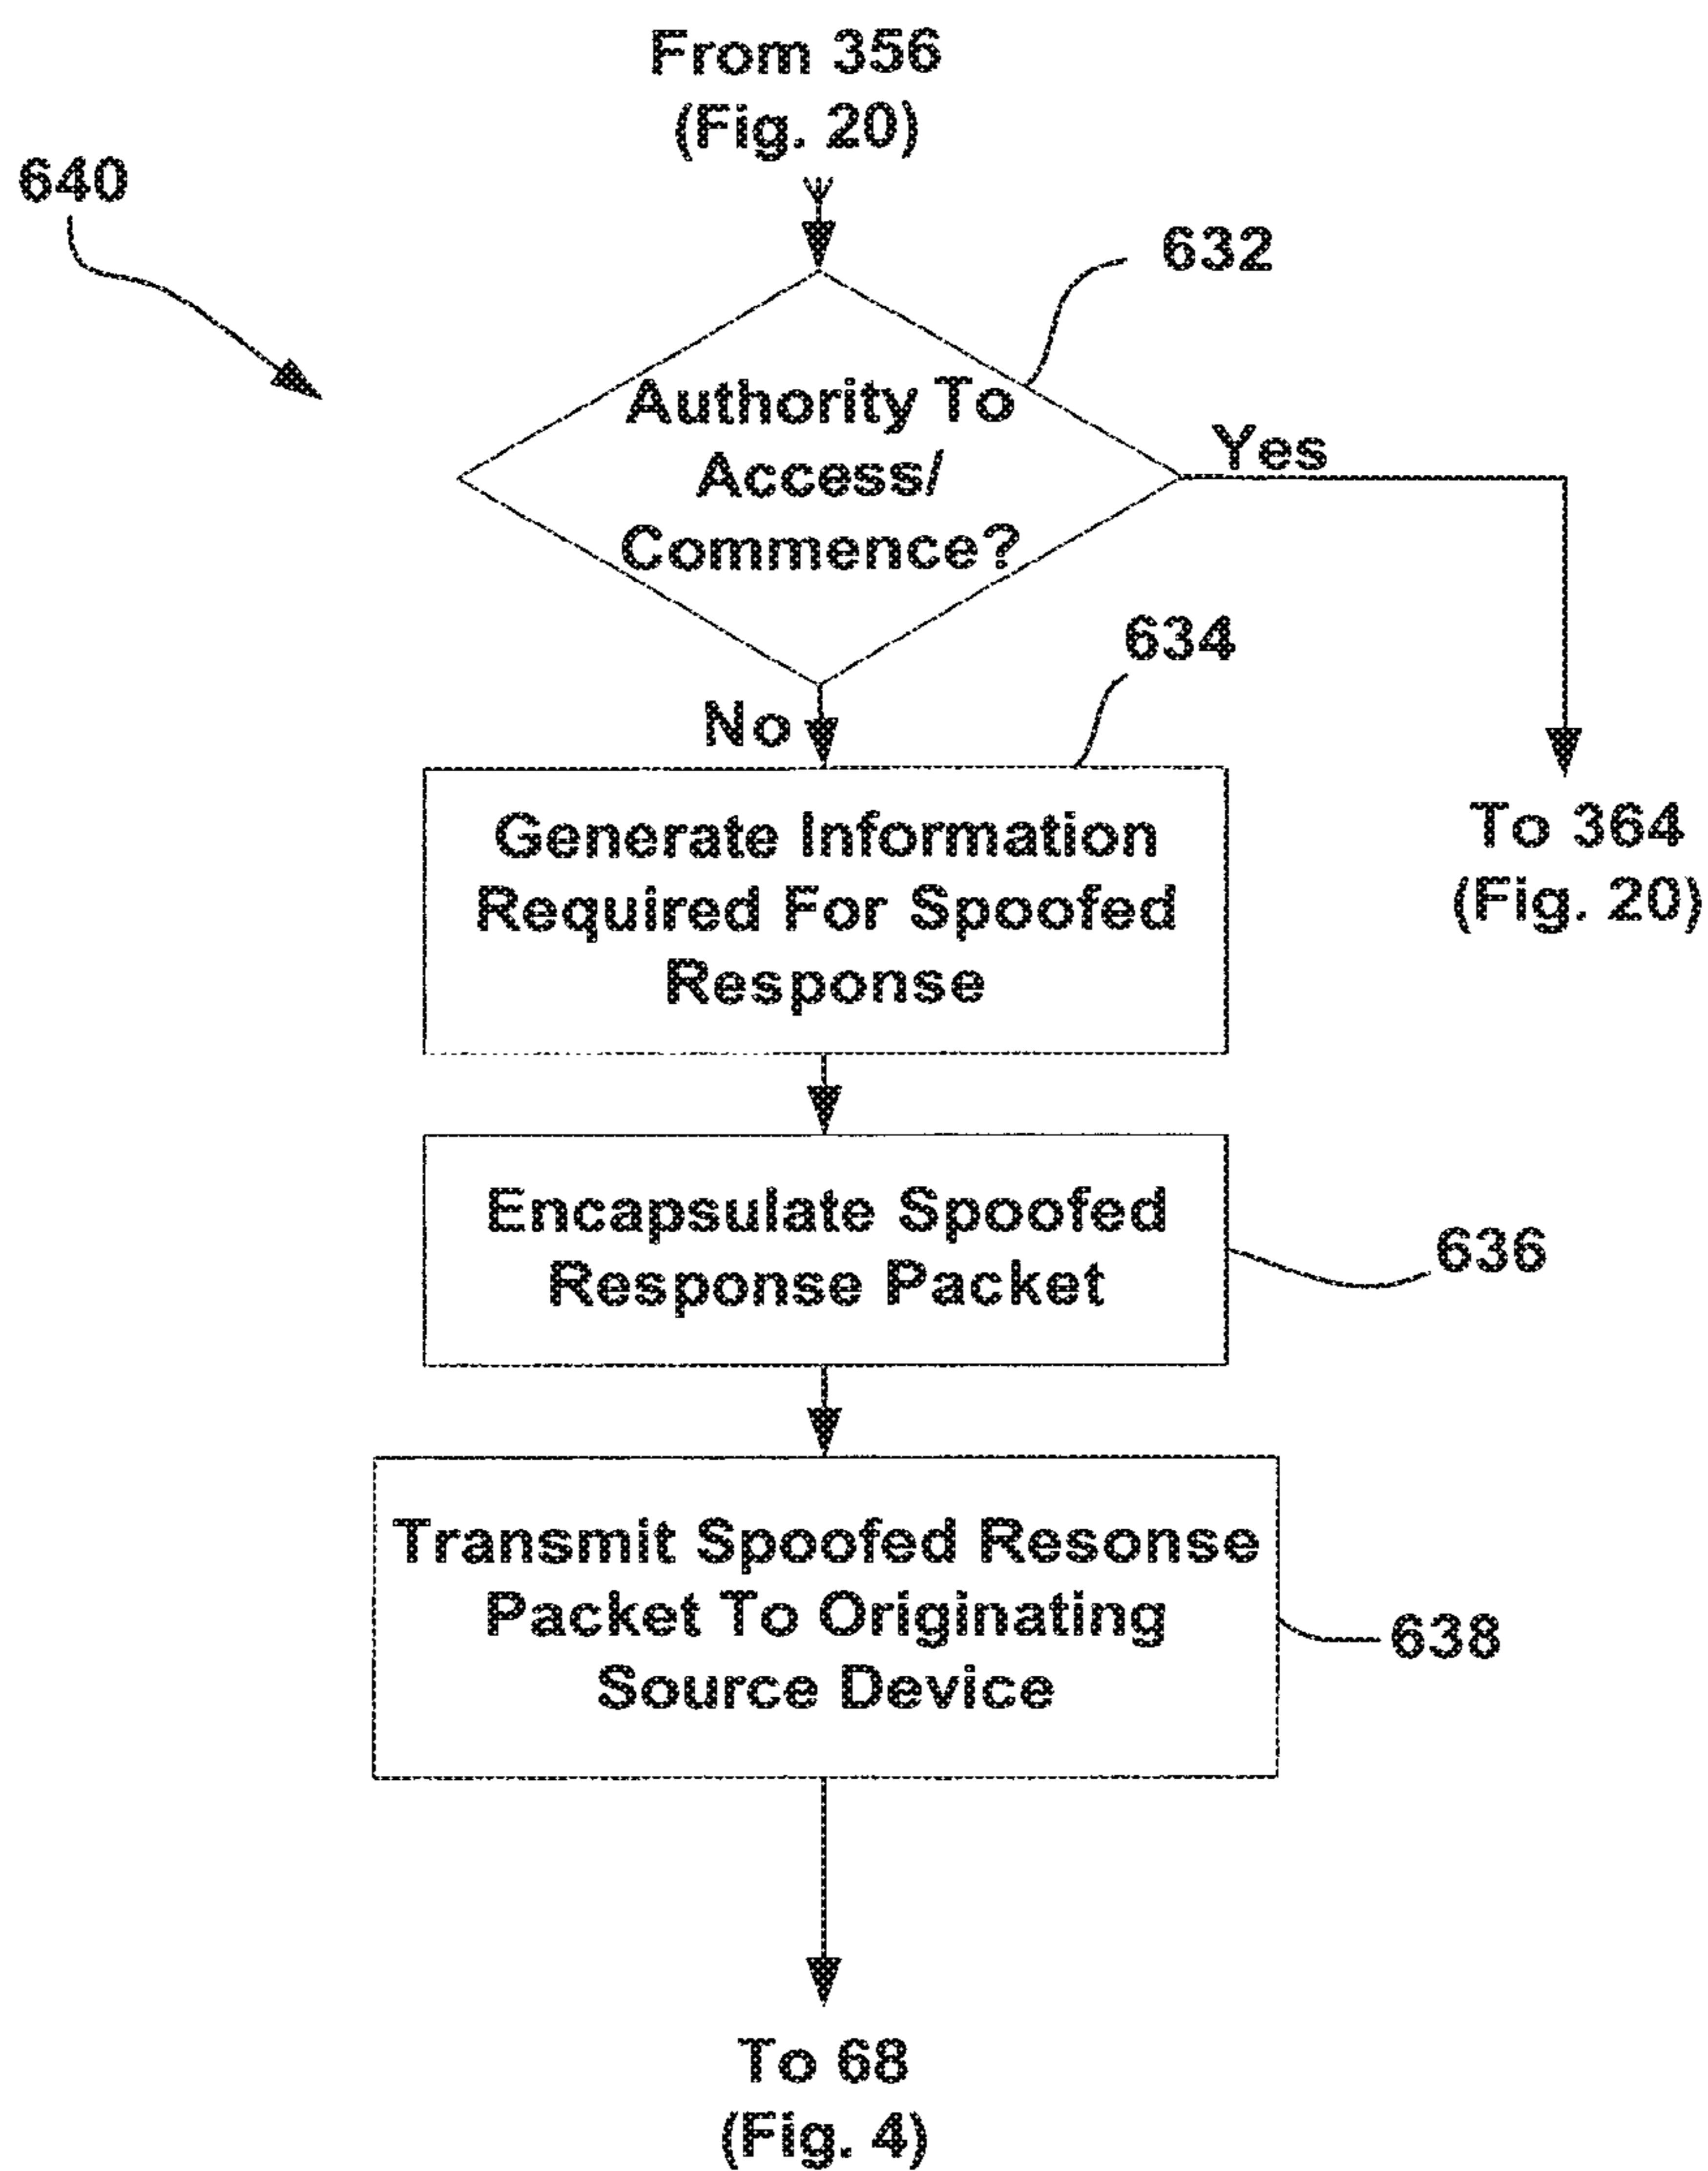 From 356
(Fig. 20)
640
632
Authority To
Access/
Commence?
Yes
No
634
Generate Information
Required For Spoofed
Response
To 364
(Fig. 20)
Encapsulate Spoofed
Response Packet
636
Transmit Spoofed Resonse
Packet To Originating
Source Device
638
To 68
(Fig. 4)